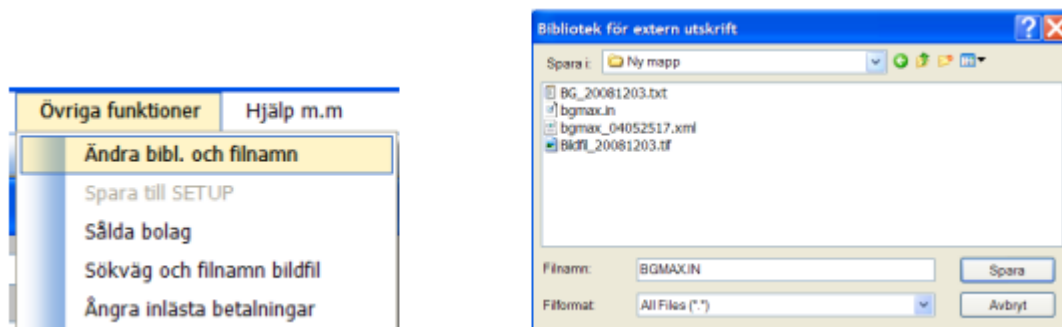 Övriga funktioner Hjälp m.m
Ändra bibl. och filnamn
Spara till SETUP
Sålda bolag
Sökväg och filnamn bildfil
Ångra inlästa betalningar
Bibliotek för extern utskrift
Spara i: Ny mapp
BG_20081203.txt
bgmax.in
bgmax_04052517.xml
Bildfil_20081203.tif
Filnamn: BGMAX.IN Spara
Filformat: All Files (*.*) Avbryt